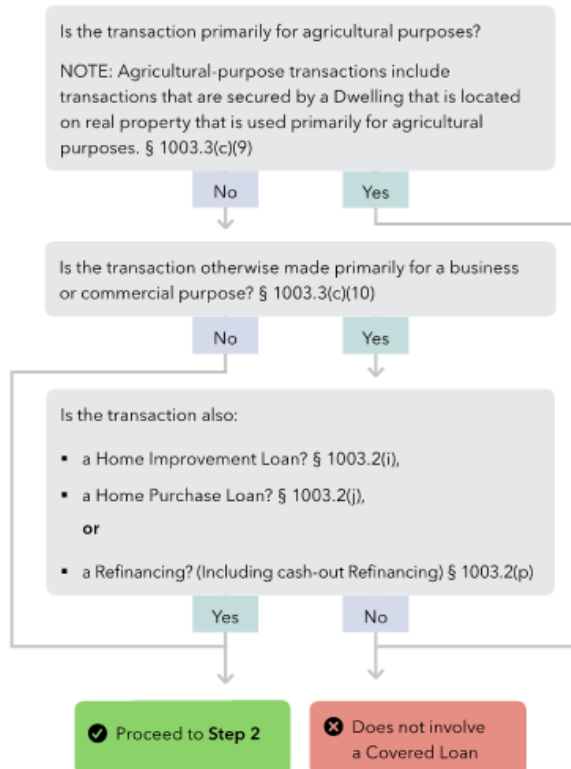 Is the transaction primarily for agricultural purposes?
NOTE: Agricultural-purpose transactions include
transactions that are secured by a Dwelling that is located
on real property that is used primarily for agricultural
purposes. § 1003.3(c)(9)
No
Yes
Is the transaction otherwise made primarily for a business
or commercial purpose? § 1003.3(c)(10)
No
Yes
Is the transaction also:
▪ a Home Improvement Loan? § 1003.2(i),
▪ a Home Purchase Loan? § 1003.2(j),
or
▪ a Refinancing? (Including cash-out Refinancing) § 1003.2(p)
Yes
No
Proceed to Step 2
Does not involve
a Covered Loan